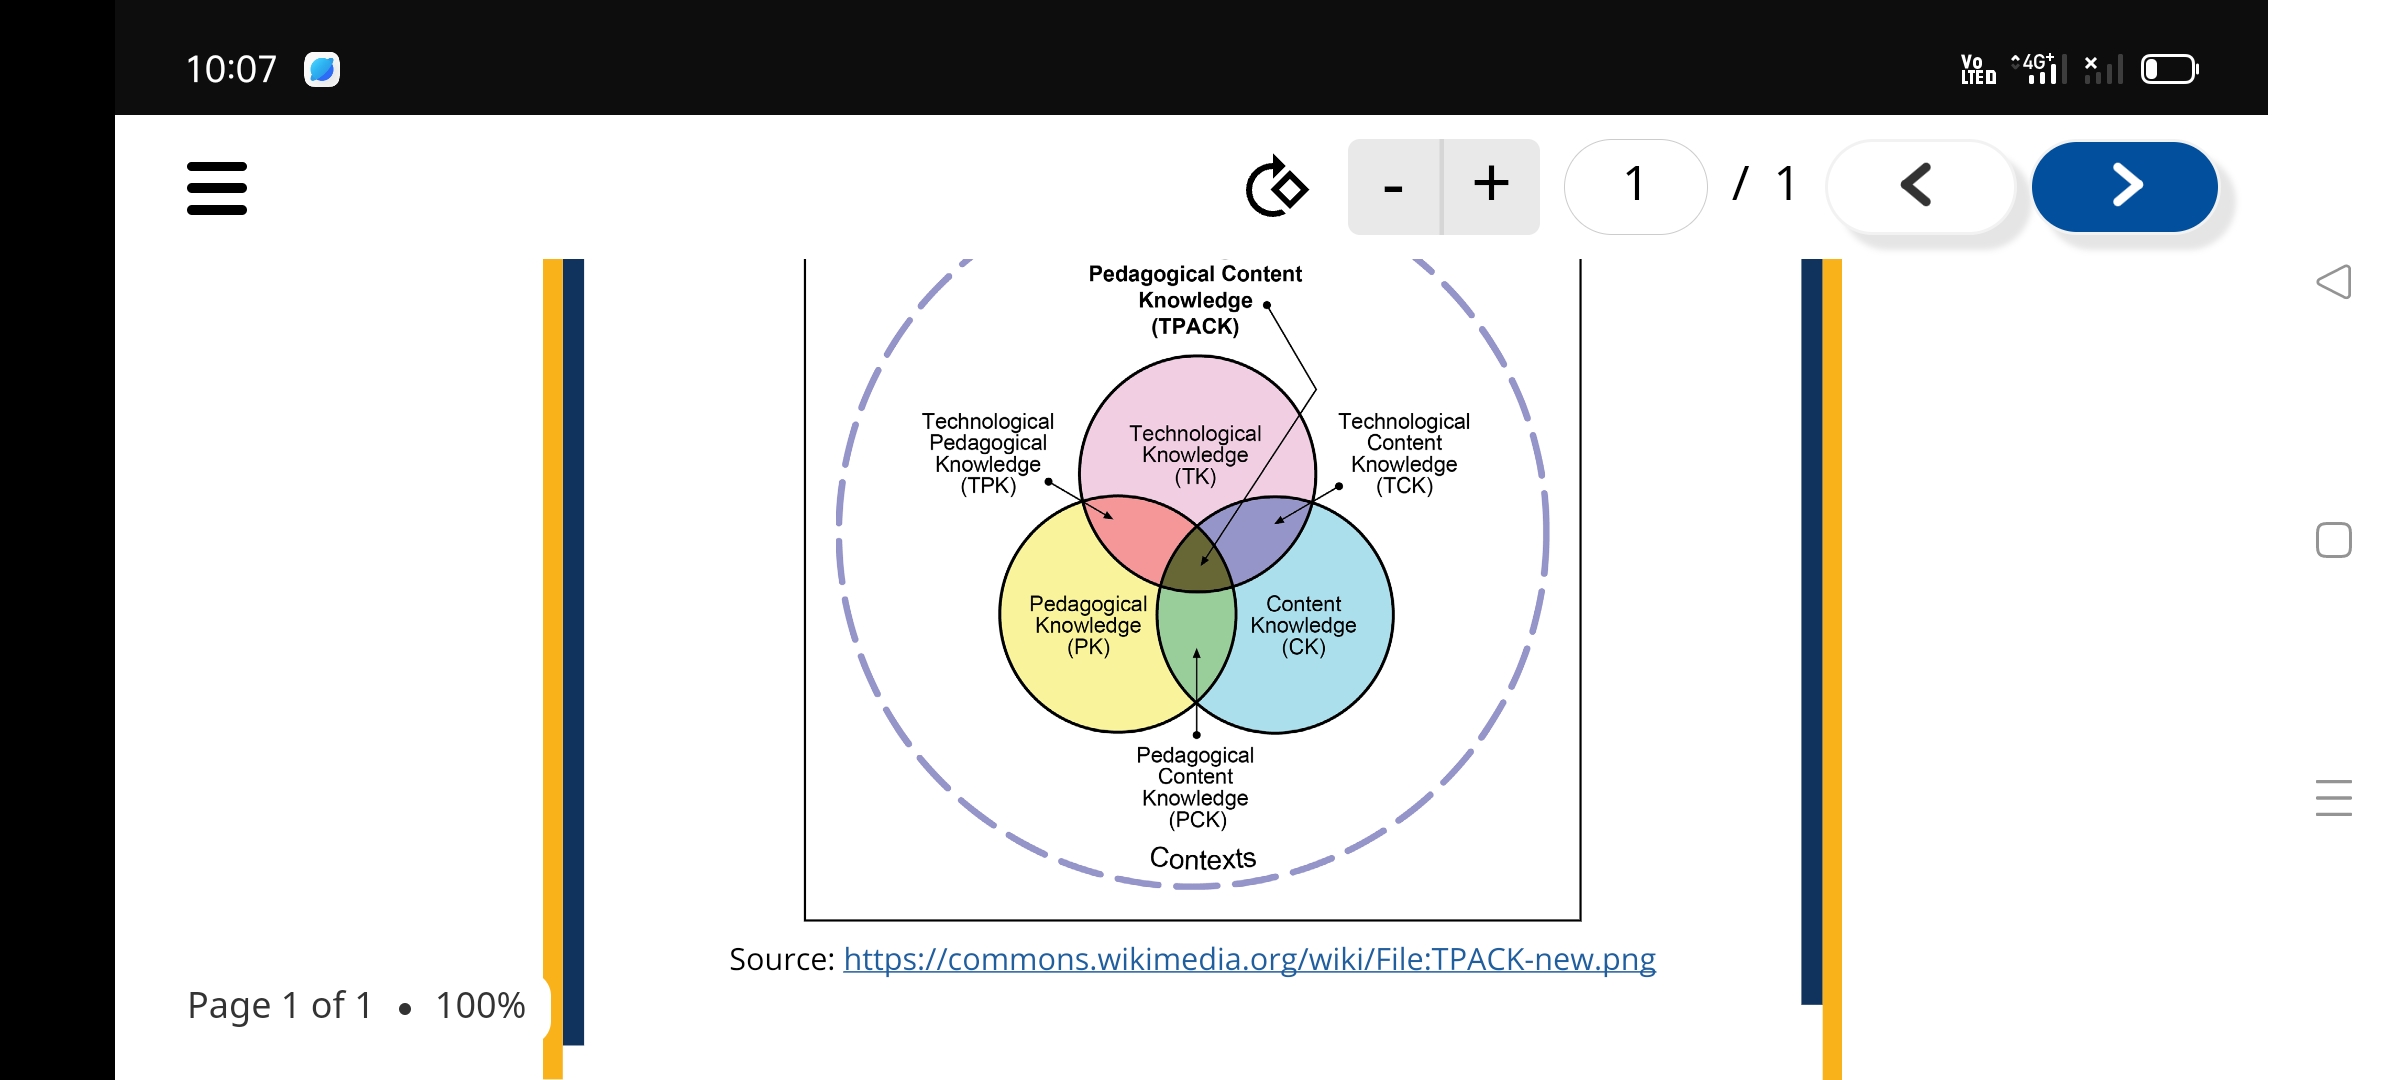 10:07
Vo
LTE
4G+
- + 1 / 1
Pedagogical Content
Knowledge
(TPACK)
Technological
Pedagogical
Knowledge
(TPK)
Technological
Knowledge
(TK)
Technological
Content
Knowledge
(TCK)
Pedagogical
Knowledge
(PK)
Content
Knowledge
(CK)
Pedagogical
Content
Knowledge
(PCK)
Contexts
Source: https://commons.wikimedia.org/wiki/File:TPACK-new.png
Page 1 of 1 • 100%